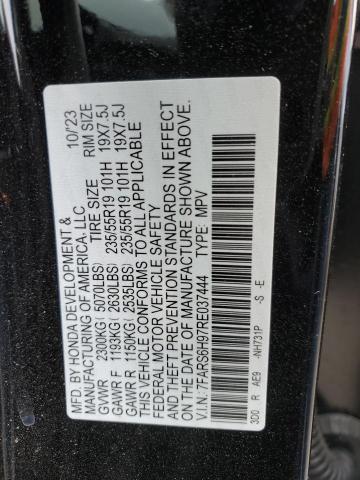 MFD. BY HONDA DEVELOPMENT & 10/23
MANUFACTURING OF AMERICA, LLC
TIRE SIZE RIM SIZE
GVWR 2300KG( 5070LBS)
GAWR F 1193KG( 2630LBS) 235/55R19 101H 19X7.5J
GAWR R 1150KG( 2535LBS) 235/55R19 101H 19X7.5J
THIS VEHICLE CONFORMS TO ALL APPLICABLE
FEDERAL MOTOR VEHICLE SAFETY
AND THEFT PREVENTION STANDARDS IN EFFECT
ON THE DATE OF MANUFACTURE SHOWN ABOVE.
V.I.N.: 7FARS6H97RE037444 TYPE: MPV
3D0 R AE9 -NH731P -S -E